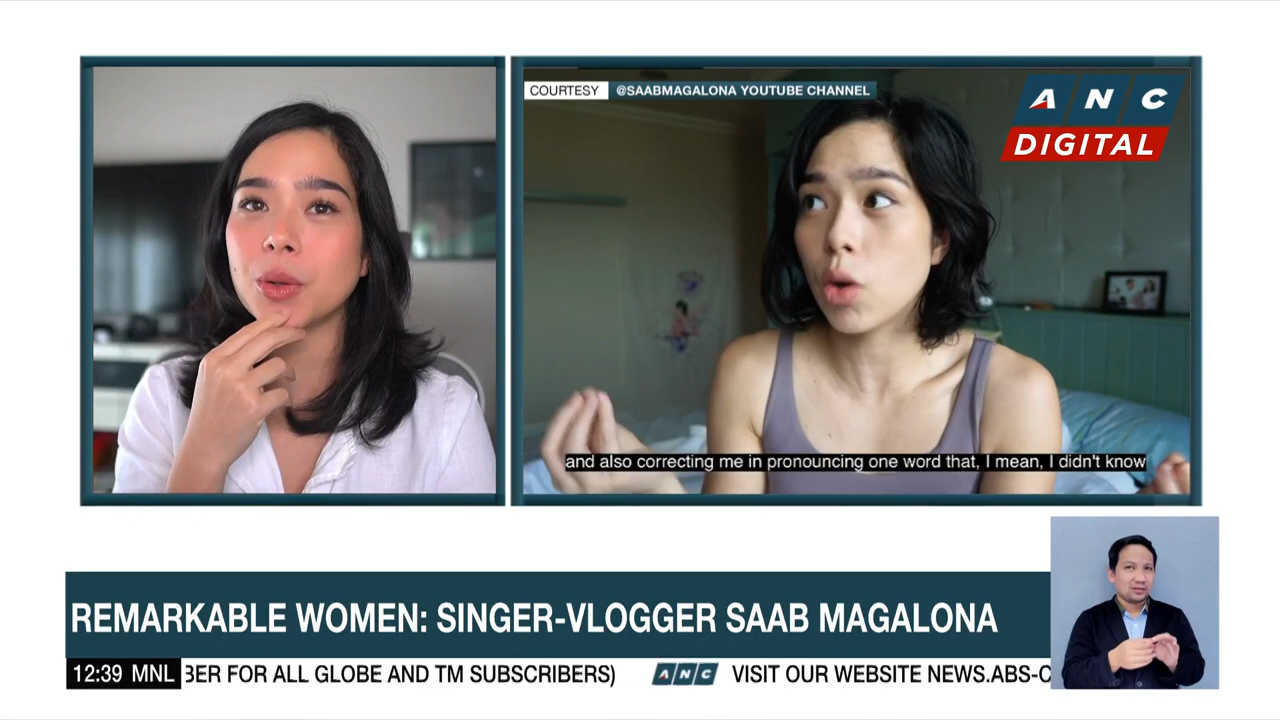 COURTESY @SAABMAGALONA YOUTUBE CHANNEL
ANC
DIGITAL
and also correcting me in pronouncing one word that, I mean, I didn't know
REMARKABLE WOMEN: SINGER-VLOGGER SAAB MAGALONA
12:39 MNL BER FOR ALL GLOBE AND TM SUBSCRIBERS) ANC VISIT OUR WEBSITE NEWS.ABS-C